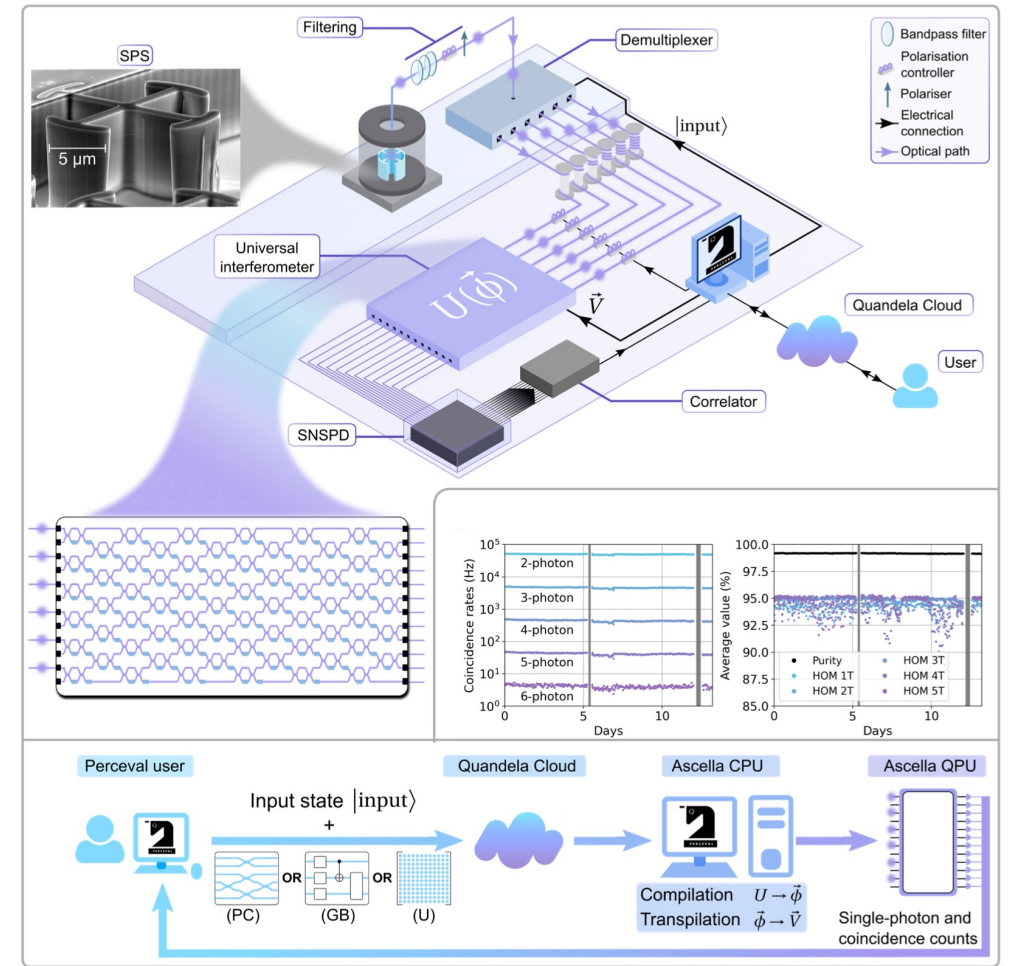 Filtering
Demultiplexer
SPS
5 µm
|input⟩
Bandpass filter
Polarisation
controller
Polariser
Electrical
connection
Optical path
Universal
interferometer
U(ϕ⃗)
V⃗
PERCEVAL
Quandela Cloud
User
Correlator
SNSPD
10⁵
10⁴
10³
10²
10¹
10⁰
Coincidence rates (Hz)
2-photon
3-photon
4-photon
5-photon
6-photon
0 5 10
Days
100.0
97.5
95.0
92.5
90.0
87.5
85.0
Average value (%)
Purity
HOM 1T
HOM 2T
HOM 3T
HOM 4T
HOM 5T
0 5 10
Days
Perceval user
Quandela Cloud
Ascella CPU
Ascella QPU
Input state |input⟩
+
PERCEVAL
OR
OR
(PC)
(GB)
(U)
PERCEVAL
Compilation U → ϕ⃗
Transpilation ϕ⃗ → V⃗
Single-photon and
coincidence counts